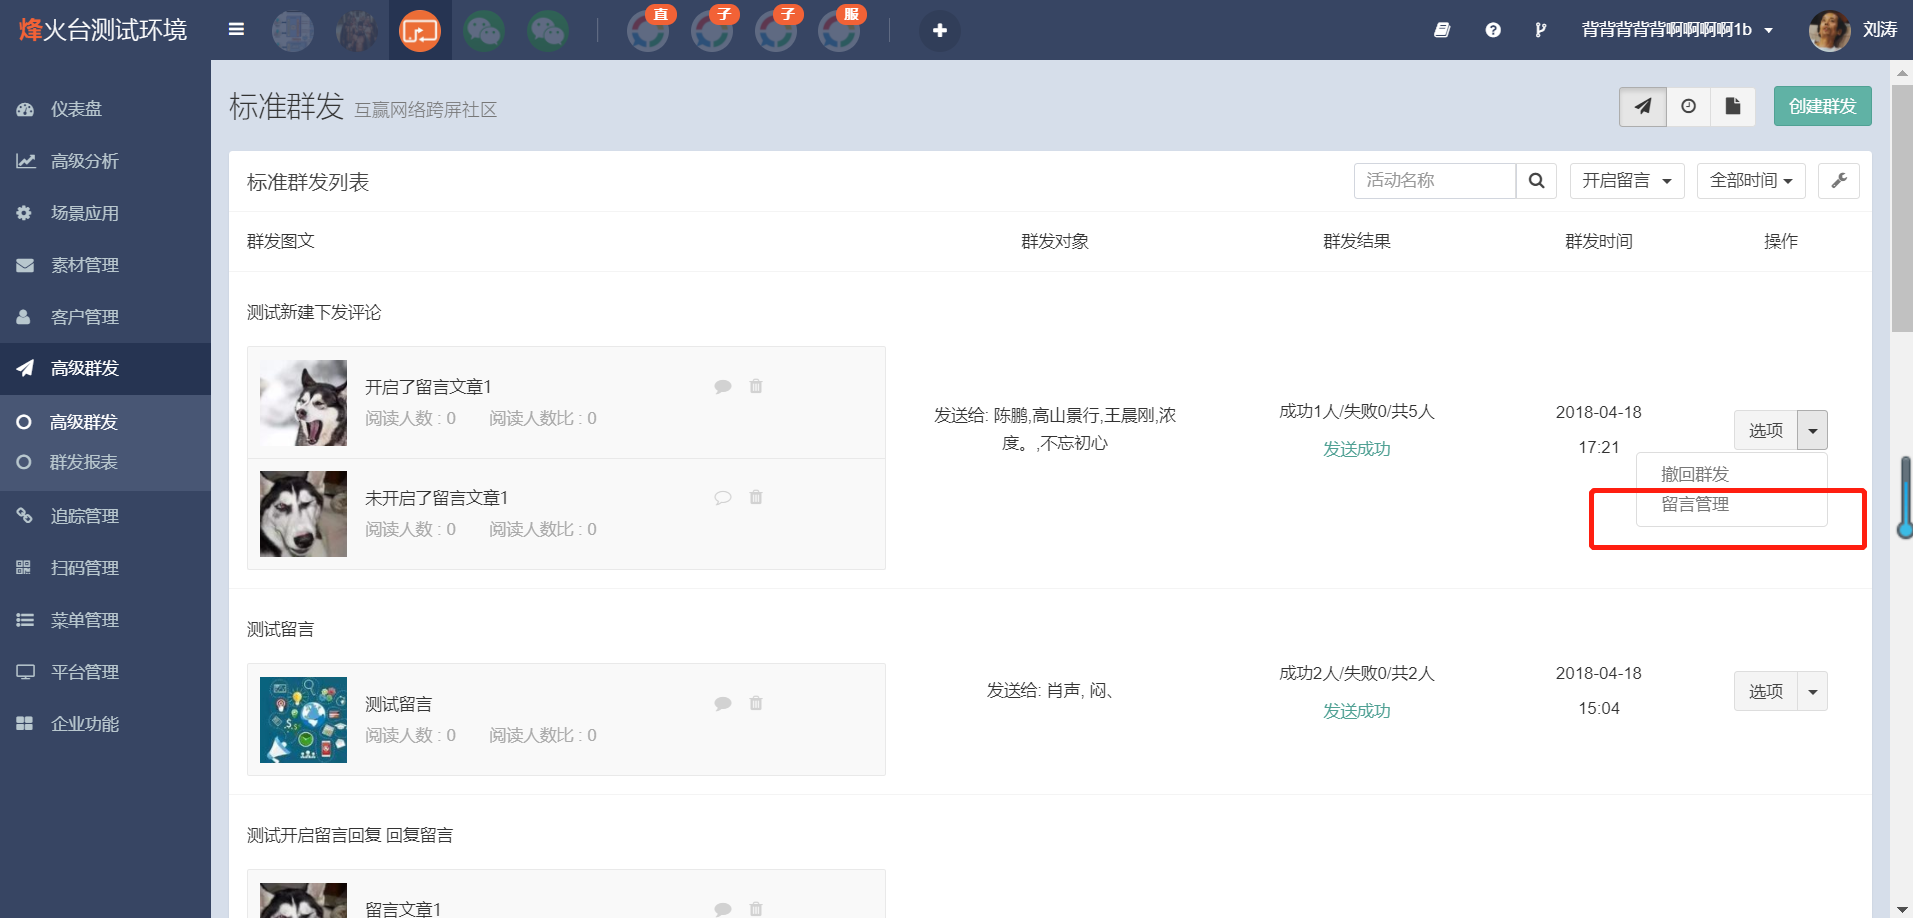 烽火台测试环境
直
子
子
服
背背背背背啊啊啊啊1b
刘涛
仪表盘
高级分析
场景应用
素材管理
客户管理
高级群发
高级群发
群发报表
追踪管理
扫码管理
菜单管理
平台管理
企业功能
标准群发 互赢网络跨屏社区
创建群发
标准群发列表
活动名称
开启留言
全部时间
群发图文 群发对象 群发结果 群发时间 操作
测试新建下发评论
开启了留言文章1
阅读人数 : 0 阅读人数比 : 0
未开启了留言文章1
阅读人数 : 0 阅读人数比 : 0
发送给: 陈鹏,高山景行,王晨刚,浓
度。,不忘初心
成功1人/失败0/共5人
发送成功
2018-04-18
17:21
选项
撤回群发
留言管理
测试留言
测试留言
阅读人数 : 0 阅读人数比 : 0
发送给: 肖声, 闷、
成功2人/失败0/共2人
发送成功
2018-04-18
15:04
选项
测试开启留言回复 回复留言
留言文章1